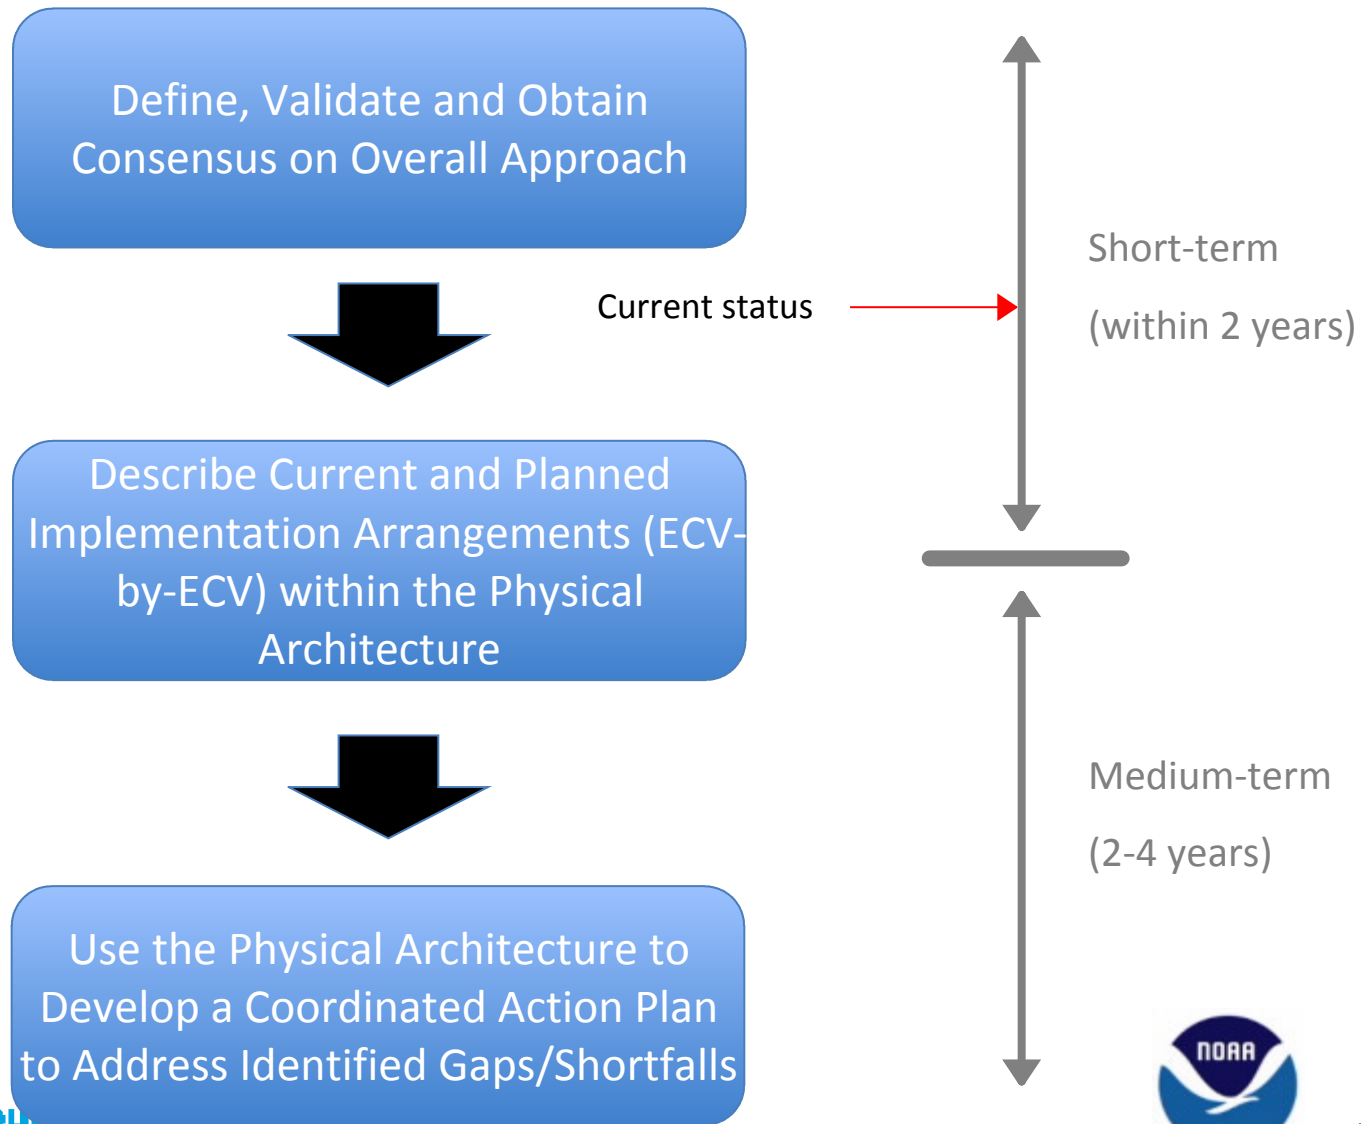 Define, Validate and Obtain
Consensus on Overall Approach
Current status
Short-term
(within 2 years)
Describe Current and Planned
Implementation Arrangements (ECV-
by-ECV) within the Physical
Architecture
Medium-term
(2-4 years)
Use the Physical Architecture to
Develop a Coordinated Action Plan
to Address Identified Gaps/Shortfalls
NOAA